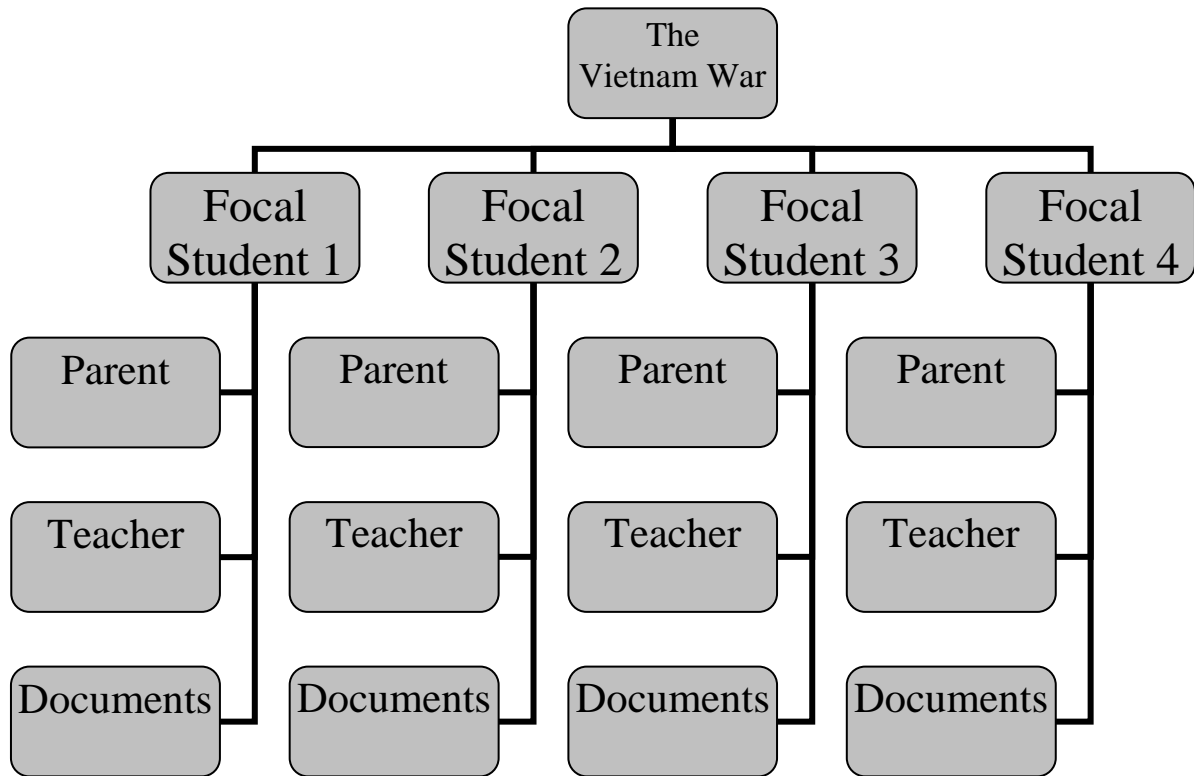 The
Vietnam War
Focal
Student 1
Focal
Student 2
Focal
Student 3
Focal
Student 4
Parent
Parent
Parent
Parent
Teacher
Teacher
Teacher
Teacher
Documents
Documents
Documents
Documents